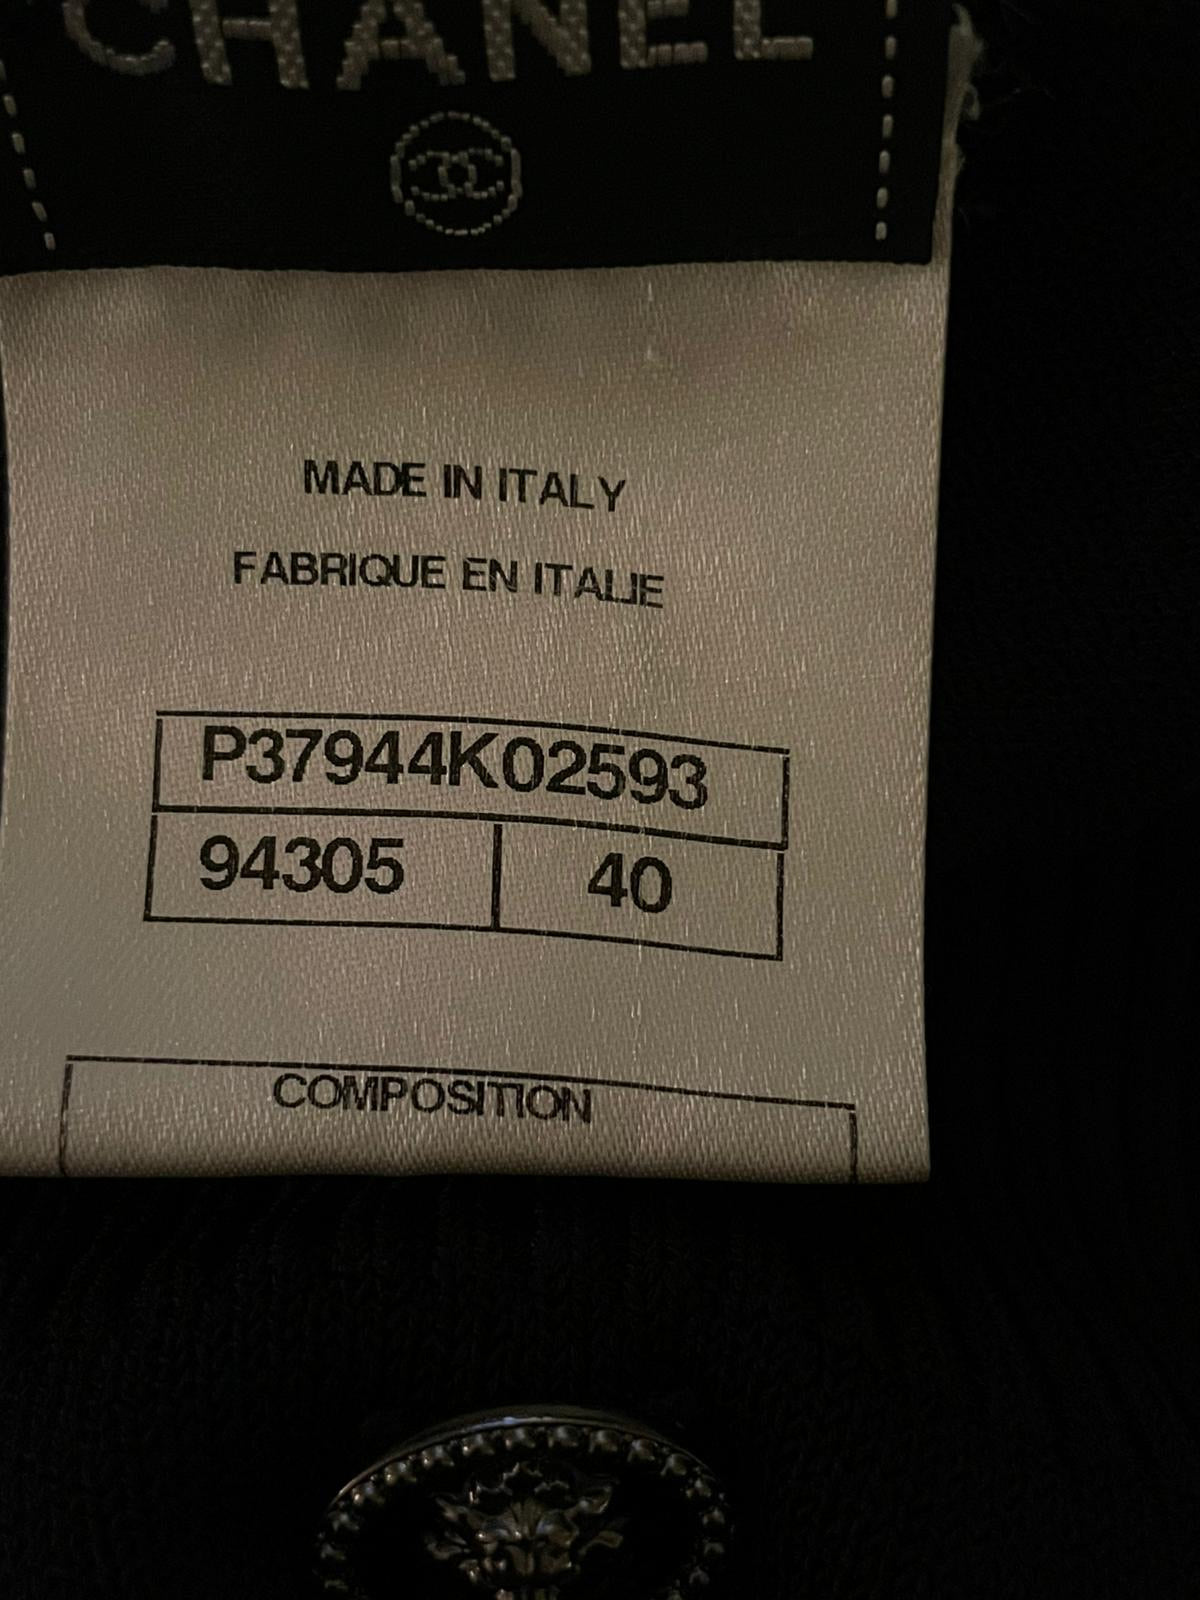 CHANEL
MADE IN ITALY
FABRIQUE EN ITALIE
P37944K02593
94305 40
COMPOSITION